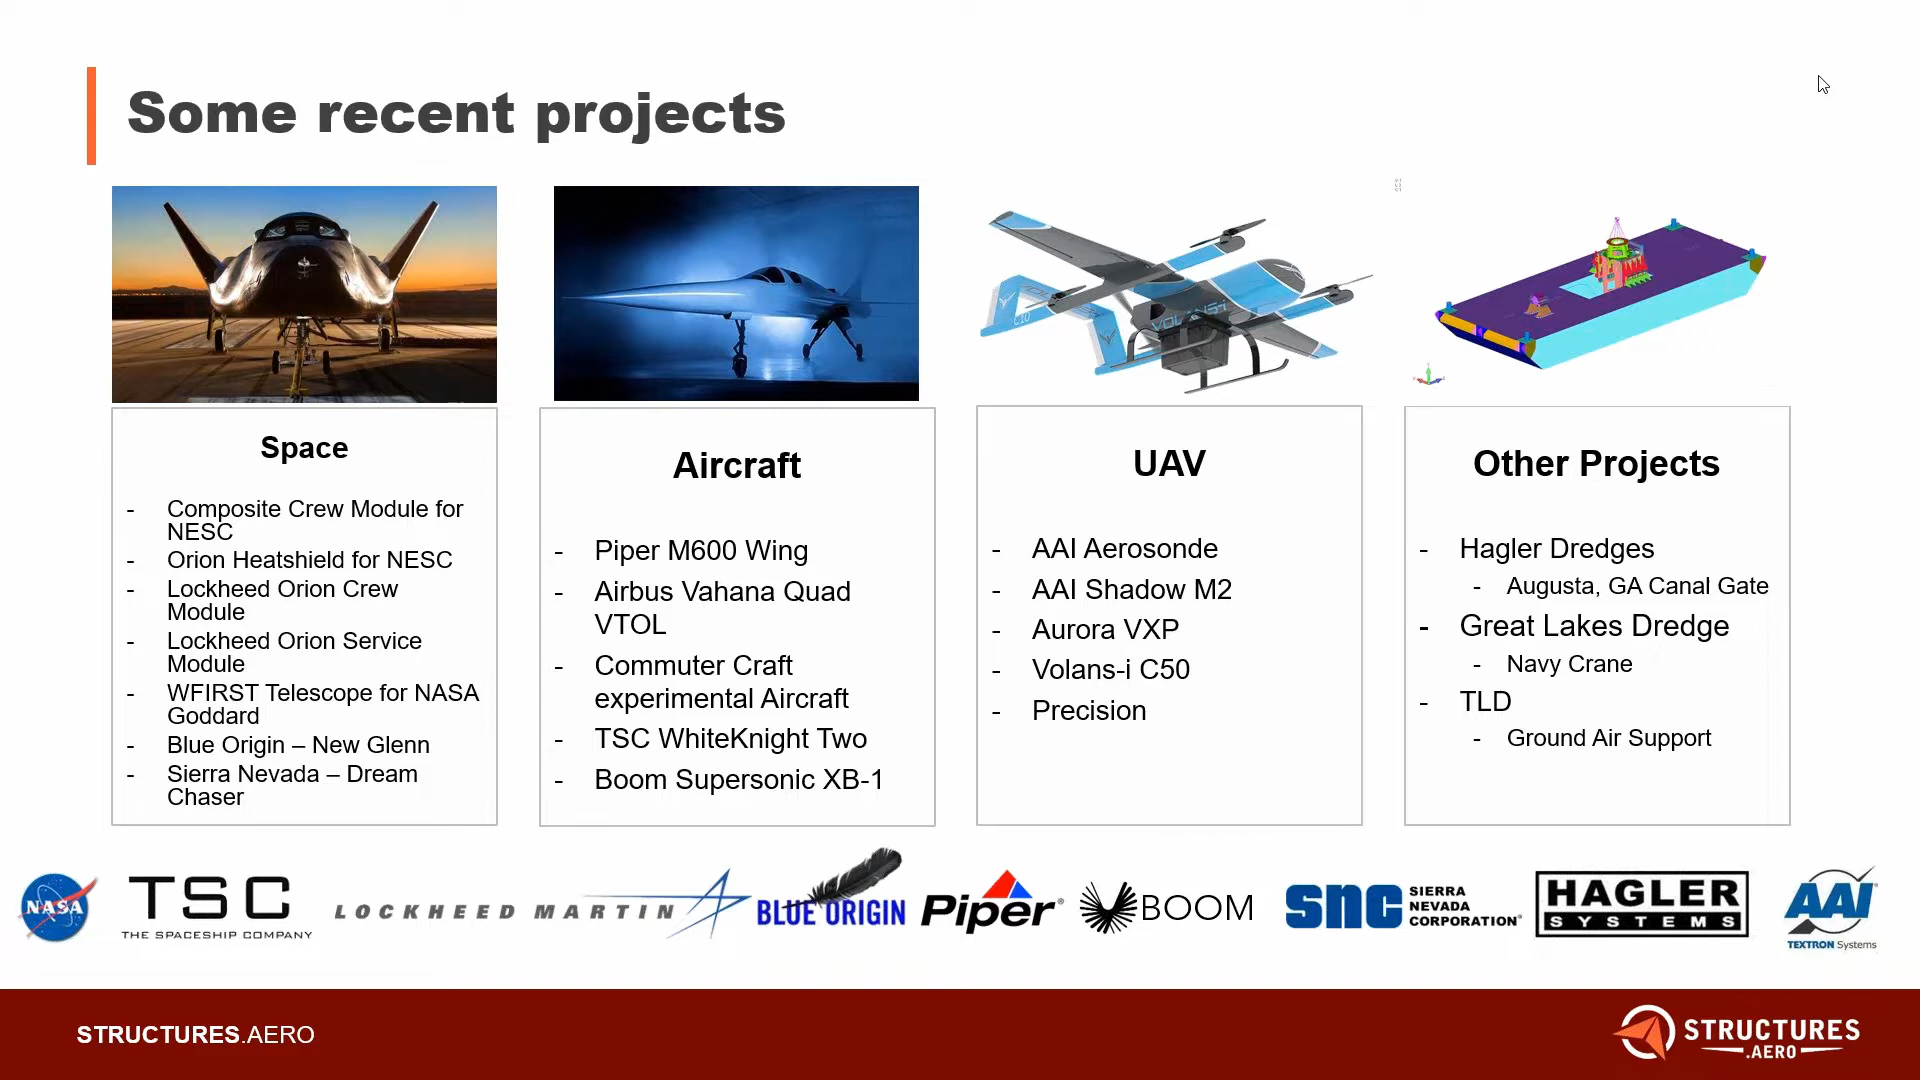 Some recent projects
Space
- Composite Crew Module for
NESC
- Orion Heatshield for NESC
- Lockheed Orion Crew
Module
- Lockheed Orion Service
Module
- WFIRST Telescope for NASA
Goddard
- Blue Origin – New Glenn
- Sierra Nevada – Dream
Chaser
Aircraft
- Piper M600 Wing
- Airbus Vahana Quad
VTOL
- Commuter Craft
experimental Aircraft
- TSC WhiteKnight Two
- Boom Supersonic XB-1
VOLANSi
C10
UAV
- AAI Aerosonde
- AAI Shadow M2
- Aurora VXP
- Volans-i C50
- Precision
Other Projects
- Hagler Dredges
- Augusta, GA Canal Gate
- Great Lakes Dredge
- Navy Crane
- TLD
- Ground Air Support
NASA
TSC
THE SPACESHIP COMPANY
LOCKHEED MARTIN
BLUE ORIGIN
Piper®
BOOM
snc SIERRA
NEVADA
CORPORATION®
HAGLER
SYSTEMS
AAI®
TEXTRON Systems
STRUCTURES.AERO
STRUCTURES
.AERO